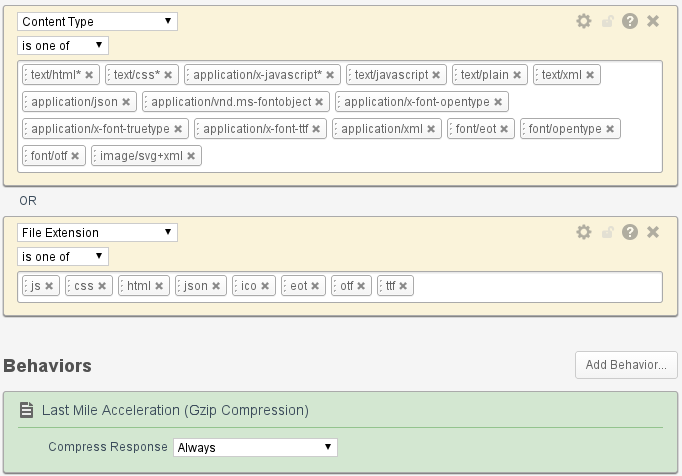 Content Type
is one of
text/html* text/css* application/x-javascript* text/javascript text/plain text/xml
application/json application/vnd.ms-fontobject application/x-font-opentype
application/x-font-truetype application/x-font-ttf application/xml font/eot font/opentype
font/otf image/svg+xml
OR
File Extension
is one of
js css html json ico eot otf ttf
Behaviors Add Behavior...
Last Mile Acceleration (Gzip Compression)
Compress Response Always